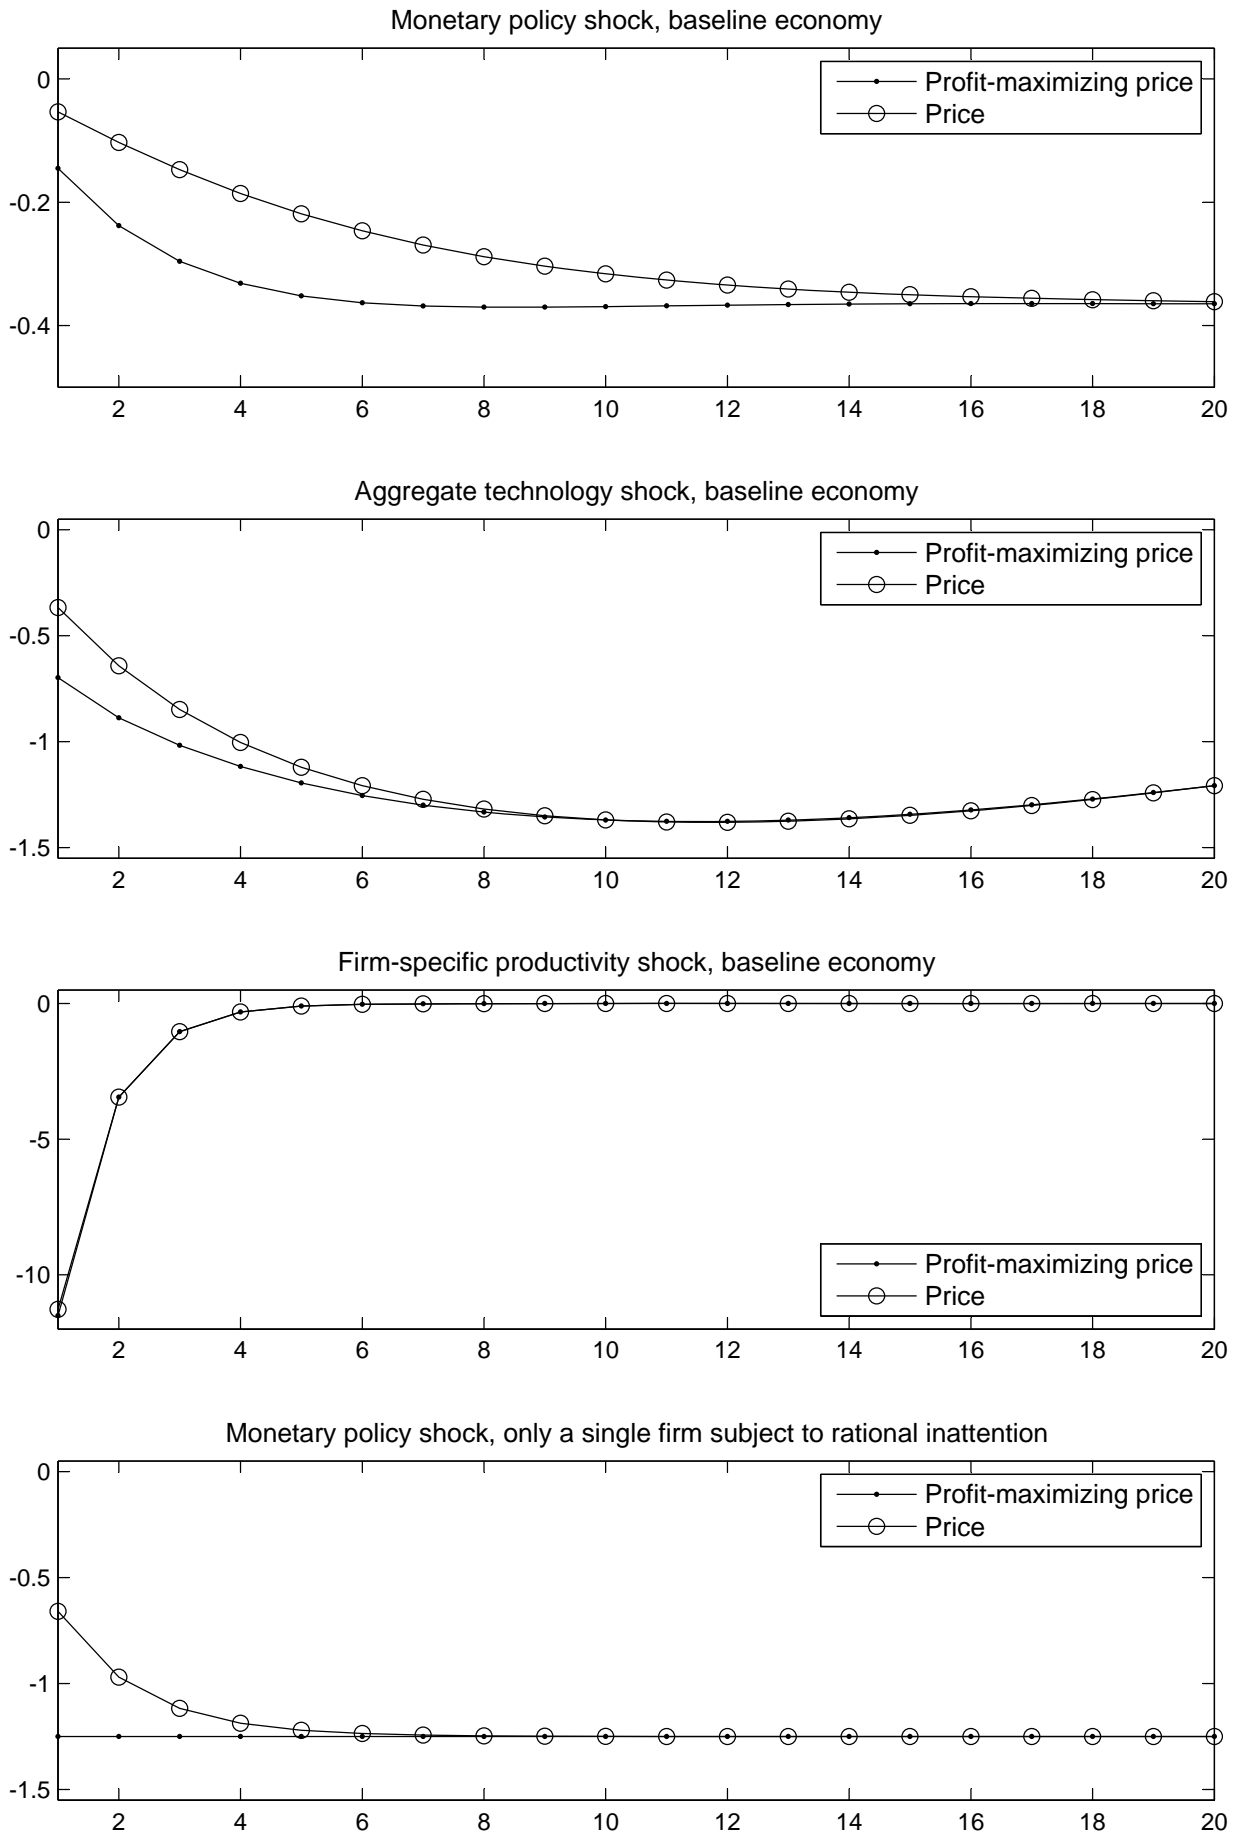 Monetary policy shock, baseline economy
0
-0.2
-0.4
Profit-maximizing price
Price
2 4 6 8 10 12 14 16 18 20
Aggregate technology shock, baseline economy
0
-0.5
-1
-1.5
Profit-maximizing price
Price
2 4 6 8 10 12 14 16 18 20
Firm-specific productivity shock, baseline economy
0
-5
-10
Profit-maximizing price
Price
2 4 6 8 10 12 14 16 18 20
Monetary policy shock, only a single firm subject to rational inattention
0
-0.5
-1
-1.5
Profit-maximizing price
Price
2 4 6 8 10 12 14 16 18 20